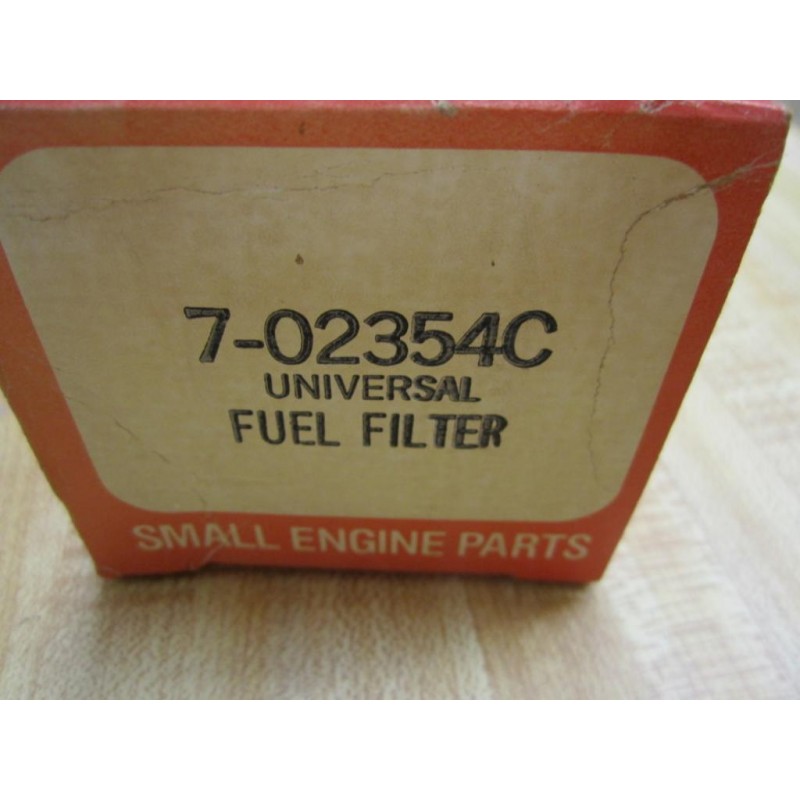 7-02354C
UNIVERSAL
FUEL FILTER
SMALL ENGINE PARTS